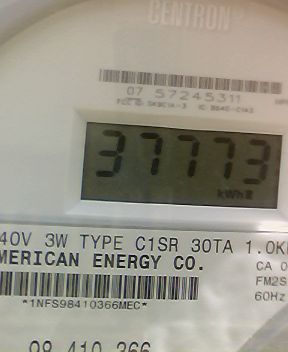 CENTRON
07 57245311
37773
kWh
40V 3W TYPE C1SR 30TA 1.0K
MERICAN ENERGY CO.
CA 0
FM2S
60Hz
*1NFS98410366MEC*
98 410 366